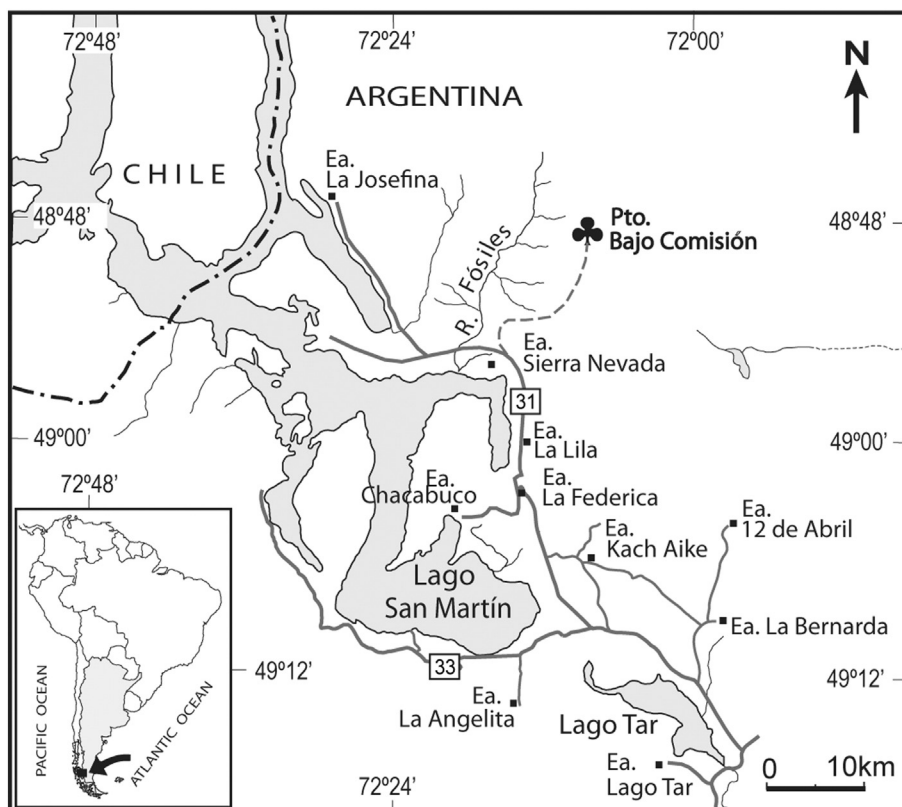 72º48'
72º24'
72º00'
N
ARGENTINA
CHILE
Ea.
La Josefina
48º48'
48º48'
Pto.
Bajo Comisión
R. Fósiles
Ea.
Sierra Nevada
31
49º00'
Ea.
La Lila
49º00'
72º48'
Ea.
Chacabuco
Ea.
La Federica
Ea.
Kach Aike
Ea.
12 de Abril
Lago
San Martín
Ea. La Bernarda
49º12'
33
49º12'
Ea.
La Angelita
Lago Tar
Ea.
Lago Tar
0 10km
72º24'
72º00'
PACIFIC OCEAN
ATLANTIC OCEAN